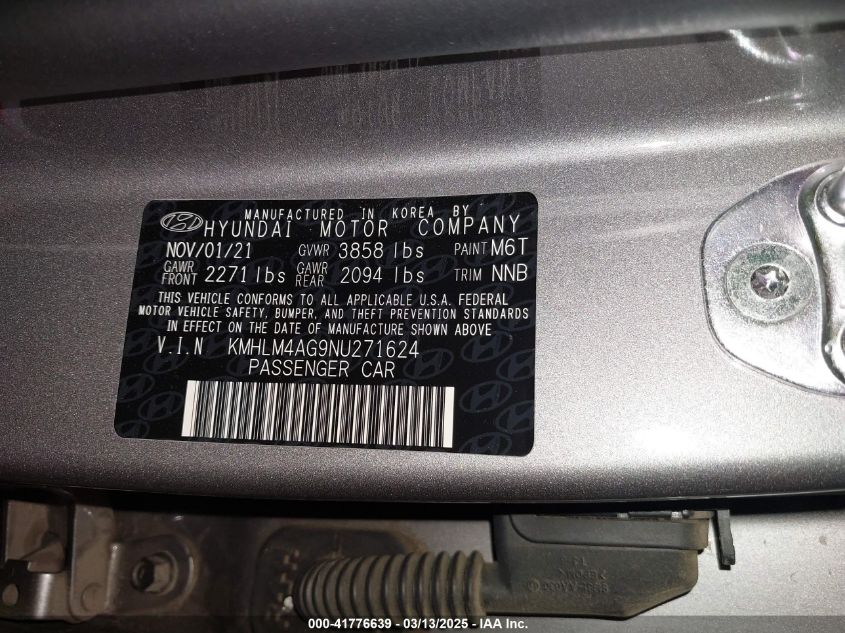 MANUFACTURED IN KOREA BY
HYUNDAI MOTOR COMPANY
NOV/01/21 GVWR 3858 lbs PAINT M6T
GAWR FRONT 2271 lbs GAWR REAR 2094 lbs TRIM NNB
THIS VEHICLE CONFORMS TO ALL APPLICABLE U.S.A. FEDERAL
MOTOR VEHICLE SAFETY, BUMPER, AND THEFT PREVENTION STANDARDS
IN EFFECT ON THE DATE OF MANUFACTURE SHOWN ABOVE
V.I.N KMHLM4AG9NU271624
PASSENGER CAR
000-41776639 - 03/13/2025 - IAA Inc.